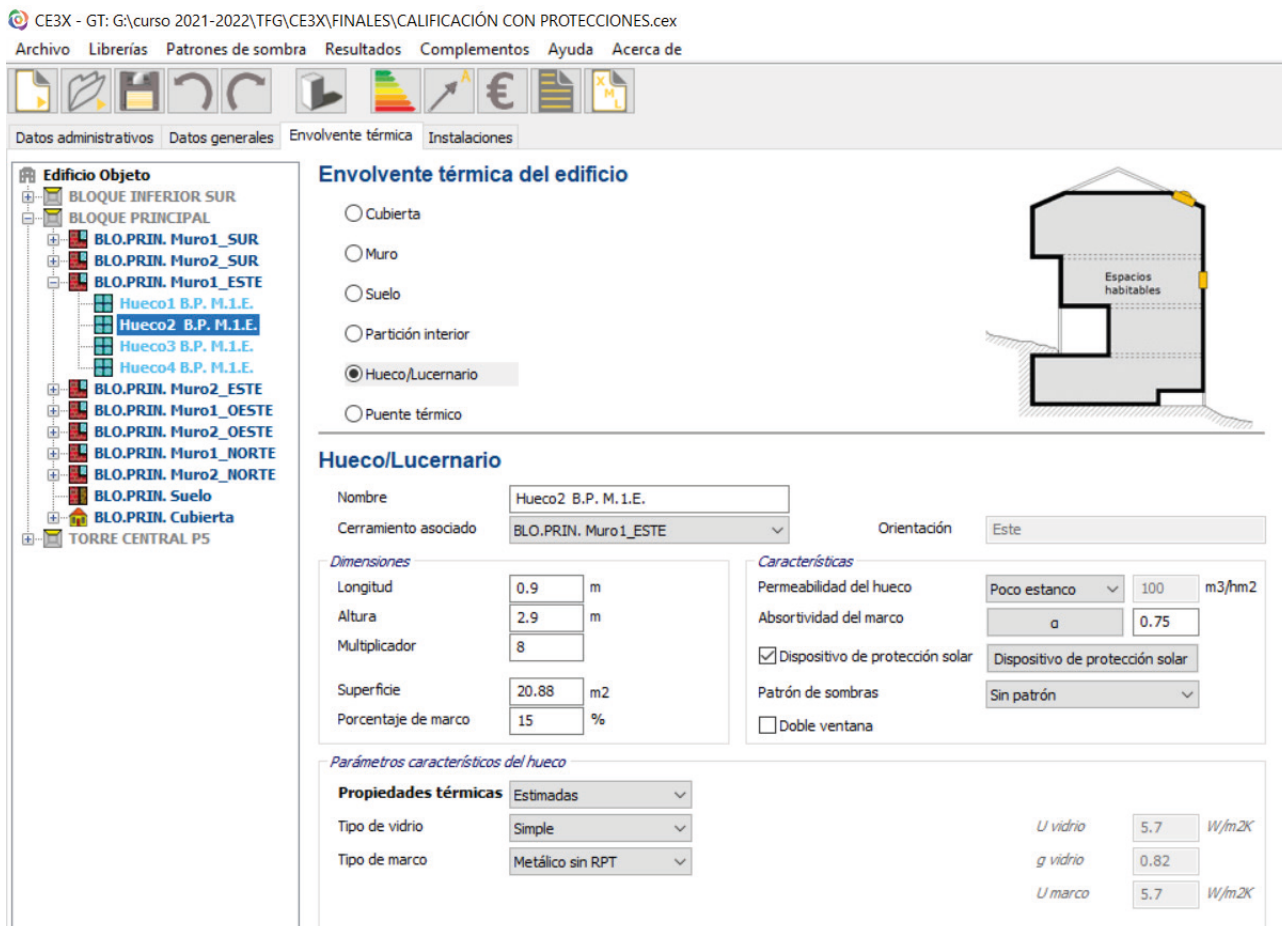 CE3X - GT: G:\curso 2021-2022\TFG\CE3X\FINALES\CALIFICACIÓN CON PROTECCIONES.cex
Archivo Librerías Patrones de sombra Resultados Complementos Ayuda Acerca de
A € X M L
Datos administrativos Datos generales Envolvente térmica Instalaciones
Edificio Objeto
BLOQUE INFERIOR SUR
BLOQUE PRINCIPAL
BLO.PRIN. Muro1_SUR
BLO.PRIN. Muro2_SUR
BLO.PRIN. Muro1_ESTE
Hueco1 B.P. M.1.E.
Hueco2 B.P. M.1.E.
Hueco3 B.P. M.1.E.
Hueco4 B.P. M.1.E.
BLO.PRIN. Muro2_ESTE
BLO.PRIN. Muro1_OESTE
BLO.PRIN. Muro2_OESTE
BLO.PRIN. Muro1_NORTE
BLO.PRIN. Muro2_NORTE
BLO.PRIN. Suelo
BLO.PRIN. Cubierta
TORRE CENTRAL P5
Envolvente térmica del edificio
Cubierta
Muro
Suelo
Partición interior
Hueco/Lucernario
Puente térmico
Espacios
habitables
Hueco/Lucernario
Nombre Hueco2 B.P. M.1.E.
Cerramiento asociado BLO.PRIN. Muro1_ESTE Orientación Este
Dimensiones
Longitud 0.9 m
Altura 2.9 m
Multiplicador 8
Superficie 20.88 m2
Porcentaje de marco 15 %
Características
Permeabilidad del hueco Poco estanco 100 m3/hm2
Absortividad del marco α 0.75
Dispositivo de protección solar Dispositivo de protección solar
Patrón de sombras Sin patrón
Doble ventana
Parámetros característicos del hueco
Propiedades térmicas Estimadas
Tipo de vidrio Simple U vidrio 5.7 W/m2K
Tipo de marco Metálico sin RPT g vidrio 0.82
U marco 5.7 W/m2K